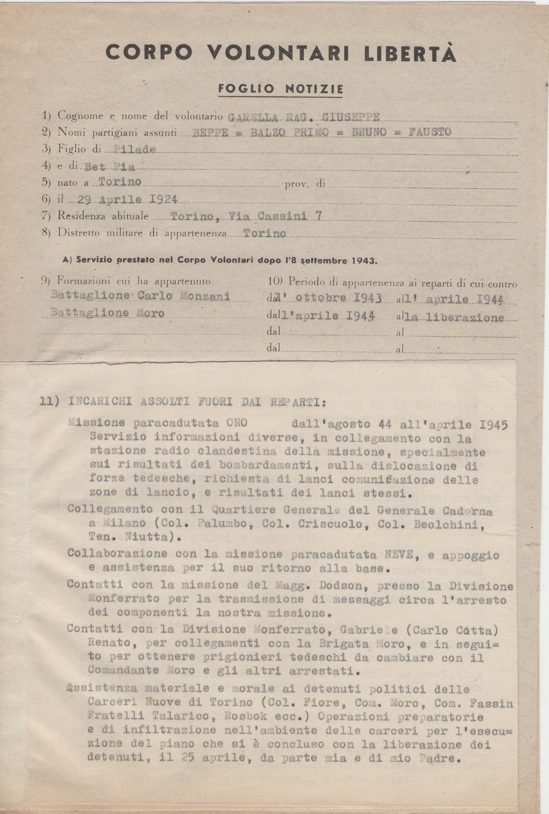 CORPO VOLONTARI LIBERTÀ
FOGLIO NOTIZIE
1) Cognome e nome del volontario GARELLA RAG. GIUSEPPE
2) Nomi partigiani assunti BEPPE = BALZO PRIMO = BRUNO = FAUSTO
3) Figlio di Pilade
4) e di Bet Pia
5) nato a Torino prov. di
6) il 29 Aprile I924
7) Residenza abituale Torino, Via Cassini 7
8) Distretto militare di appartenenza Torino
A) Servizio prestato nel Corpo Volontari dopo l'8 settembre 1943.
9) Formazioni cui ha appartenuto 10) Periodo di appartenenza ai reparti di cui contro
Battaglione Carlo Monzani dall' ottobre I943 all' aprile I944
Battaglione Moro dall'aprile I944 alla liberazione
dal al
dal al
11) INCARICHI ASSOLTI FUORI DAI REPARTI:
Missione paracadutata ORO dall'agosto 44 all'aprile I945
Servizio informazioni diverse, in collegamento con la
stazione radio clandestina della missione, specialmente
sui risultati dei bombardamenti, sulla dislocazione di
forze tedesche, richiesta di lanci comunicazione delle
zone di lancio, e risultati dei lanci stessi.
Collegamento con il Quartiere Generale del Generale Cadorna
a Milano (Col. Palumbo, Col. Criscuolo, Col. Beolchini,
Ten. Niutta).
Collaborazione con la missione paracadutata NEVE, e appoggio
e assistenza per il suo ritorno alla base.
Contatti con la missione del Magg. Dodson, presso la Divisione
Monferrato per la trasmissione di messaggi circa l'arresto
dei componenti la nostra missione.
Contatti con la Divisione Monferrato, Gabriele (Carlo Cotta)
Renato, per collegamenti con la Brigata Moro, e in segui=
to per ottenere prigionieri tedeschi da cambiare con il
Comandante Moro e gli altri arrestati.
Assistenza materiale e morale ai detenuti politici delle
Carceri Nuove di Torino (Col. Fiore, Com. Moro, Com. Fassin
Fratelli Talarico, Rosbok ecc.) Operazioni preparatorie
e di infiltrazione nell'ambiente delle carceri per l'esecu=
zione del piano che si è concluso con la liberazione dei
detenuti, il 25 aprile, da parte mia e di mio Padre.